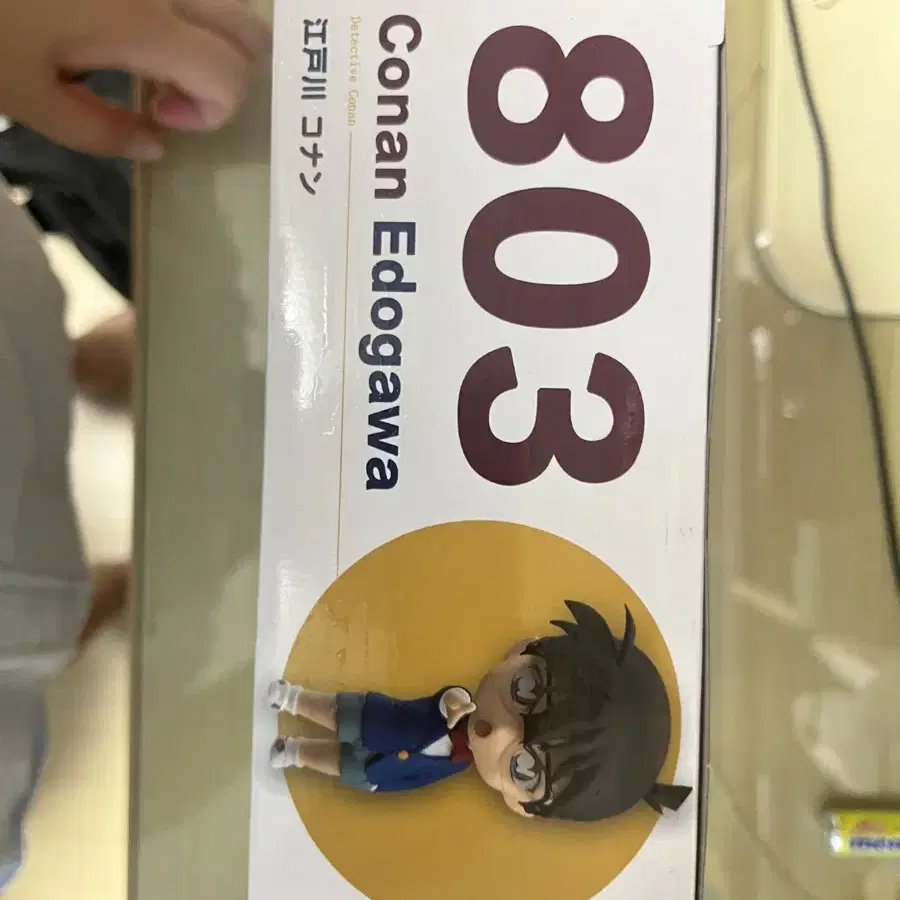 803
Conan Edogawa
Detective Conan
江戸川 コナン